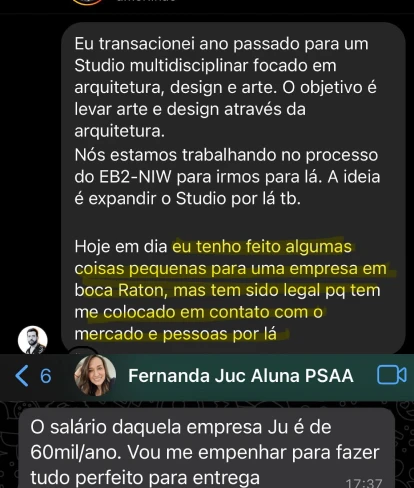 Eu transacionei ano passado para um
Studio multidisciplinar focado em
arquitetura, design e arte. O objetivo é
levar arte e design através da
arquitetura.
Nós estamos trabalhando no processo
do EB2-NIW para irmos para lá. A ideia
é expandir o Studio por lá tb.
Hoje em dia eu tenho feito algumas
coisas pequenas para uma empresa em
boca Raton, mas tem sido legal pq tem
me colocado em contato com o
mercado e pessoas por lá
6
Fernanda Juc Aluna PSAA
O salário daquela empresa Ju é de
60mil/ano. Vou me empenhar para fazer
tudo perfeito para entrega
17:37